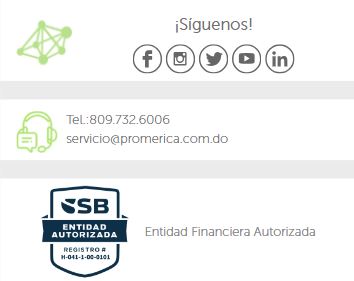 ¡Síguenos!
Tel.:809.732.6006
servicio@promerica.com.do
SB
ENTIDAD
AUTORIZADA
REGISTRO #
H-041-1-00-0101
Entidad Financiera Autorizada